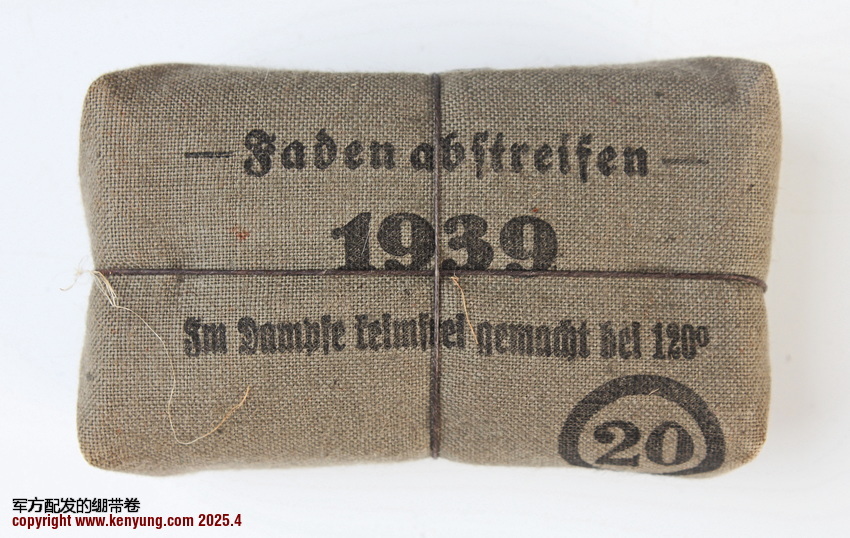 — Faden abstreifen —
1939
Im Dampfe keimfrei gemacht bei 120°
20
军方配发的绷带卷
copyright www.kenyung.com 2025.4